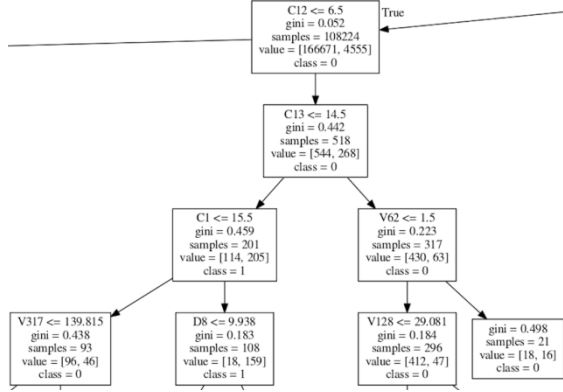 C12 <= 6.5
gini = 0.052
samples = 108224
value = [166671, 4555]
class = 0
True
C13 <= 14.5
gini = 0.442
samples = 518
value = [544, 268]
class = 0
C1 <= 15.5
gini = 0.459
samples = 201
value = [114, 205]
class = 1
V62 <= 1.5
gini = 0.223
samples = 317
value = [430, 63]
class = 0
V317 <= 139.815
gini = 0.438
samples = 93
value = [96, 46]
class = 0
D8 <= 9.938
gini = 0.183
samples = 108
value = [18, 159]
class = 1
V128 <= 29.081
gini = 0.184
samples = 296
value = [412, 47]
class = 0
gini = 0.498
samples = 21
value = [18, 16]
class = 0